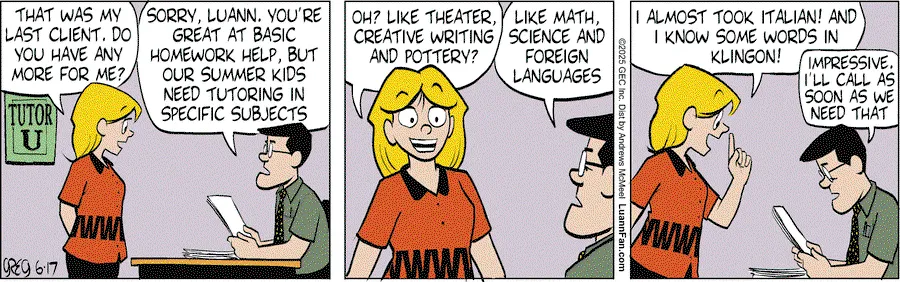 THAT WAS MY
LAST CLIENT. DO
YOU HAVE ANY
MORE FOR ME?
SORRY, LUANN. YOU'RE
GREAT AT BASIC
HOMEWORK HELP, BUT
OUR SUMMER KIDS
NEED TUTORING IN
SPECIFIC SUBJECTS
TUTOR
U
GREG 6-17
OH? LIKE THEATER,
CREATIVE WRITING
AND POTTERY?
LIKE MATH,
SCIENCE AND
FOREIGN
LANGUAGES
©2025 GEC Inc. Dist by Andrews McMeel LuannFan.com
I ALMOST TOOK ITALIAN! AND
I KNOW SOME WORDS IN
KLINGON!
IMPRESSIVE.
I'LL CALL AS
SOON AS WE
NEED THAT